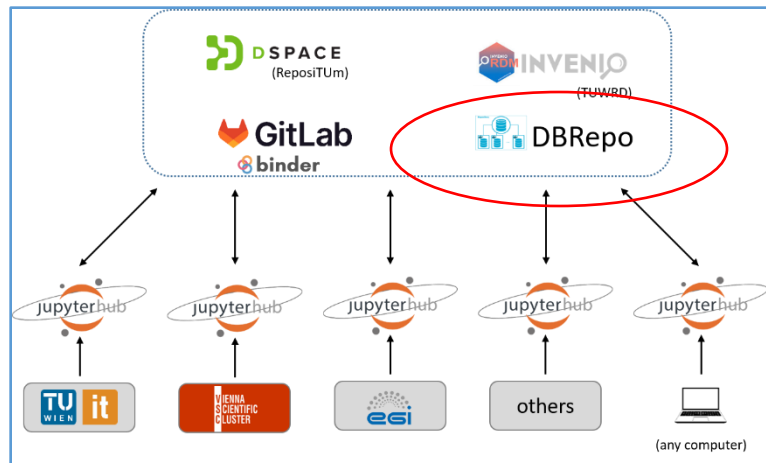 DSPACE
(ReposiTUm)
RDM INVENIO
(TUWRD)
GitLab
binder
DBRepo
jupyterhub
jupyterhub
jupyterhub
jupyterhub
jupyterhub
TU
WIEN
it
VSC
VIENNA
SCIENTIFIC
CLUSTER
egi
others
(any computer)